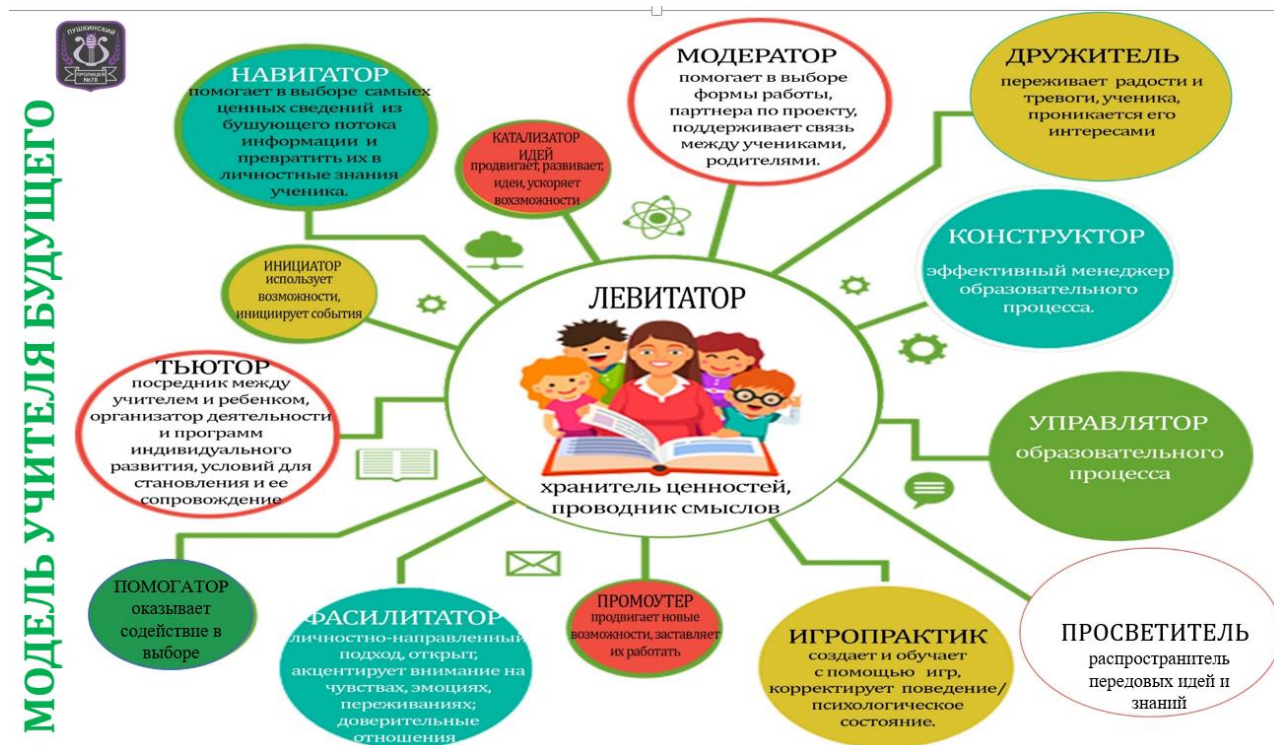 ПУШКИНСКИЙ
ПРОЛИЦЕЙ
№78
МОДЕЛЬ УЧИТЕЛЯ БУДУЩЕГО
НАВИГАТОР
помогает в выборе самыех
ценных сведений из
бушующего потока
информации и
превратить их в
личностные знания
ученика.
КАТАЛИЗАТОР
ИДЕЙ
продвигает, развивает,
идеи, ускоряет
вохзможности
МОДЕРАТОР
помогает в выборе
формы работы,
партнера по проекту,
поддерживает связь
между учениками,
родителями.
ДРУЖИТЕЛЬ
переживает радости и
тревоги, ученика,
проникается его
интересами
ИНИЦИАТОР
использует
возможности,
инициирует события
КОНСТРУКТОР
эффективный менеджер
образовательного
процесса.
ЛЕВИТАТОР
хранитель ценностей,
проводник смыслов
ТЬЮТОР
посредник между
учителем и ребенком,
организатор деятельности
и программ
индивидуального
развития, условий для
становления и ее
сопровождение
УПРАВЛЯТОР
образовательного
процесса
ПОМОГАТОР
оказывает
содействие в
выборе
ФАСИЛИТАТОР
личностно-направленный
подход, открыт,
акцентирует внимание на
чувствах, эмоциях,
переживаниях;
доверительные
отношения
ПРОМОУТЕР
продвигает новые
возможности, заставляет
их работать
ИГРОПРАКТИК
создает и обучает
с помощью игр,
корректирует поведение/
психологическое
состояние.
ПРОСВЕТИТЕЛЬ
распространитель
передовых идей и
знаний